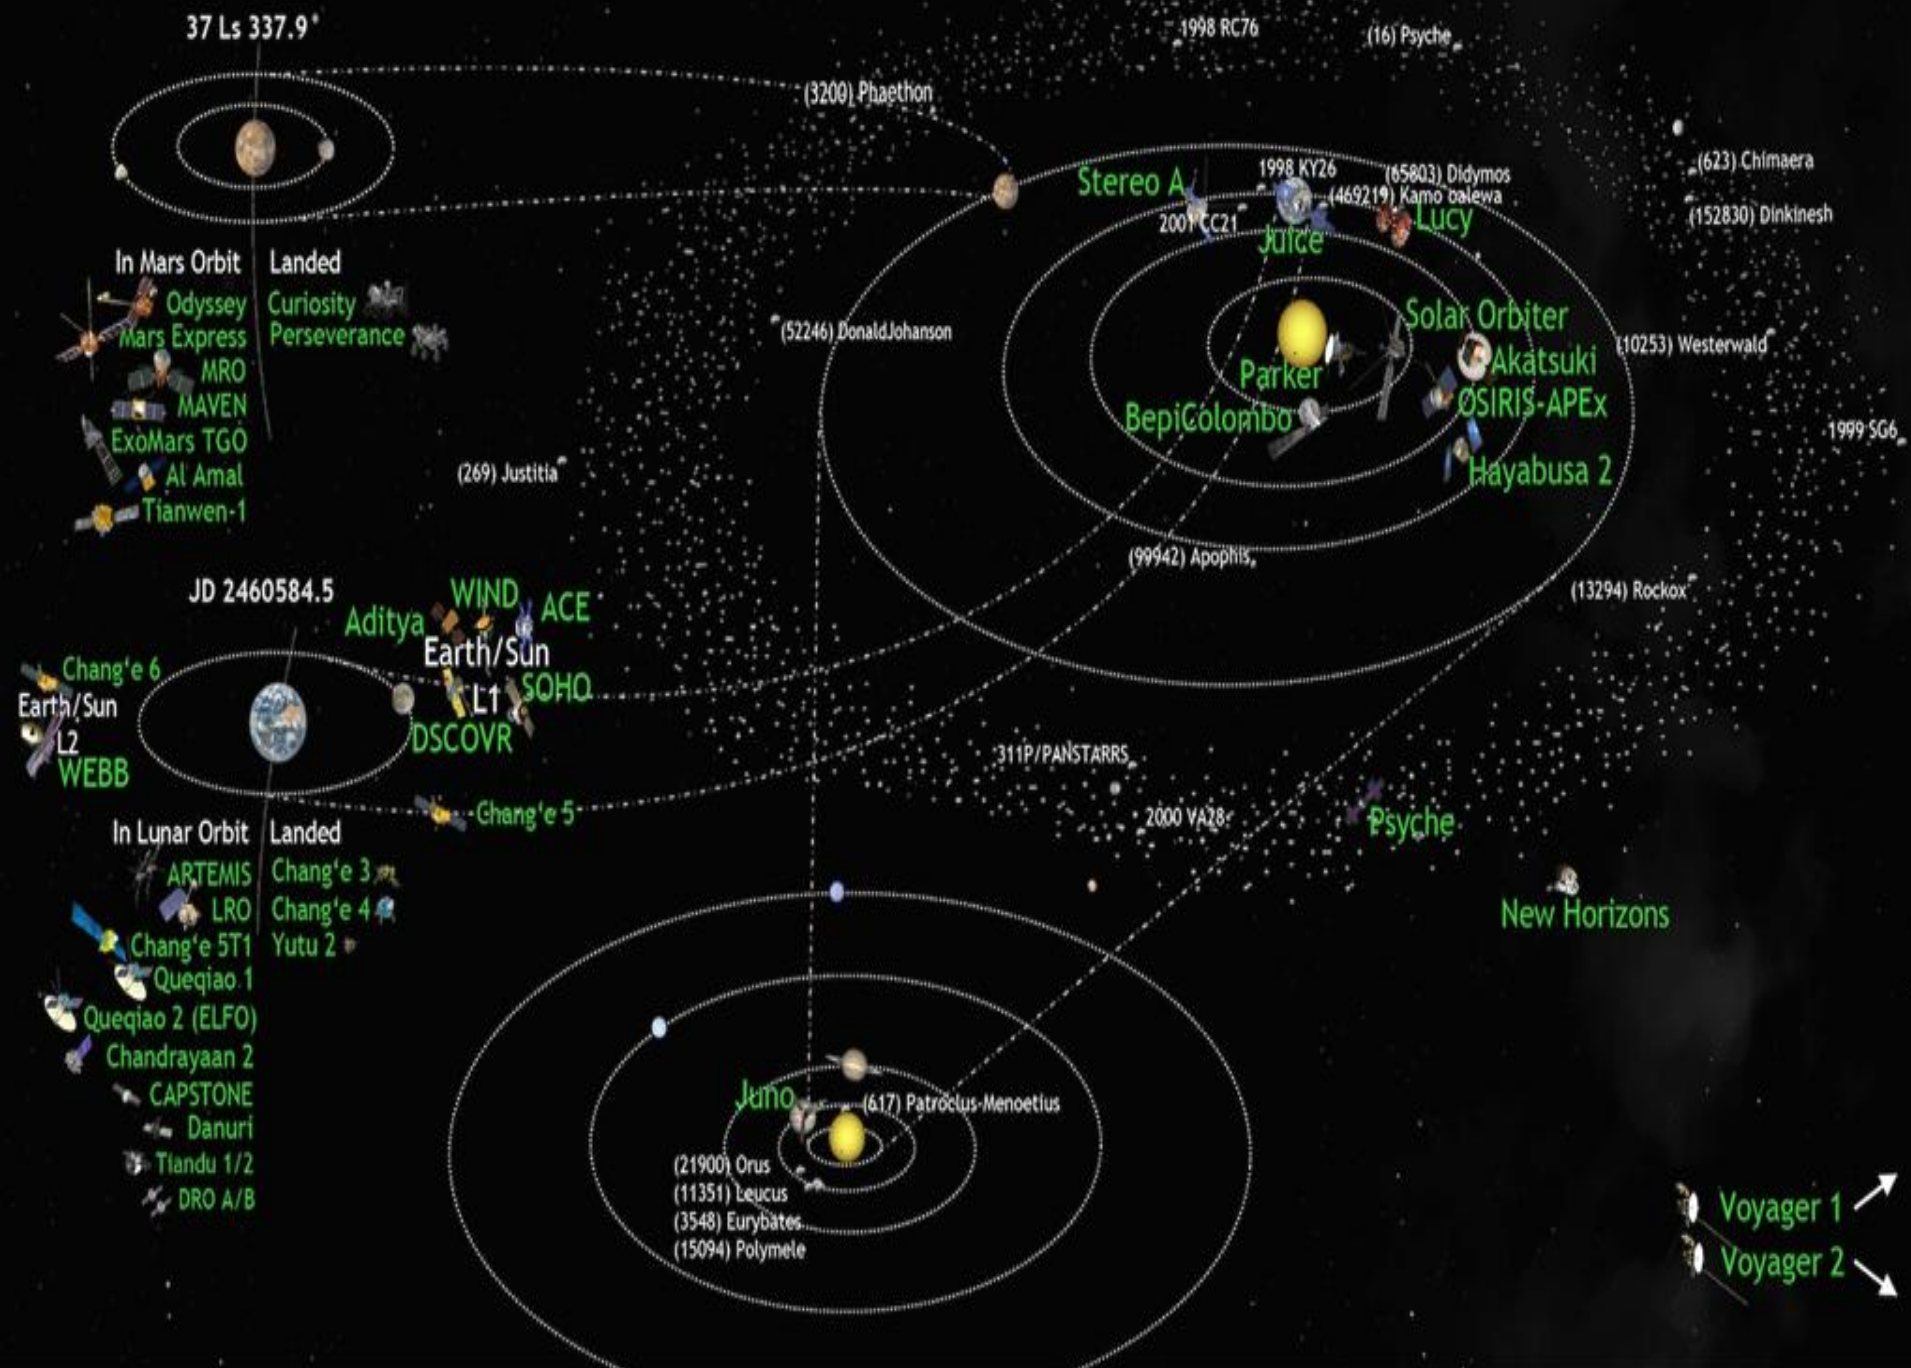 37 Ls 337.9°
In Mars Orbit
Landed
Odyssey
Curiosity
Mars Express
Perseverance
MRO
MAVEN
ExoMars TGO
Al Amal
Tianwen-1
1998 RC76
(16) Psyche
(3200) Phaethon
(623) Chimaera
(152830) Dinkinesh
Stereo A
1998 KY26
(65803) Didymos
(469219) Kamo'oalewa
2001 CC21
Juice
Lucy
Solar Orbiter
Parker
Akatsuki
BepiColombo
OSIRIS-APEx
Hayabusa 2
(52246) DonaldJohanson
(10253) Westerwald
1999 SG6
(269) Justitia
(99942) Apophis
(13294) Rockox
JD 2460584.5
Aditya
WIND
ACE
Earth/Sun
L1
SOHO
DSCOVR
Chang'e 6
Earth/Sun
L2
WEBB
Chang'e 5
In Lunar Orbit
Landed
ARTEMIS
Chang'e 3
LRO
Chang'e 4
Chang'e 5T1
Yutu 2
Queqiao 1
Queqiao 2 (ELFO)
Chandrayaan 2
CAPSTONE
Danuri
Tiandu 1/2
DRO A/B
311P/PANSTARRS
2000 VA28
Psyche
New Horizons
Juno
(617) Patroclus-Menoetius
(21900) Orus
(11351) Leucus
(3548) Eurybates
(15094) Polymele
Voyager 1
Voyager 2